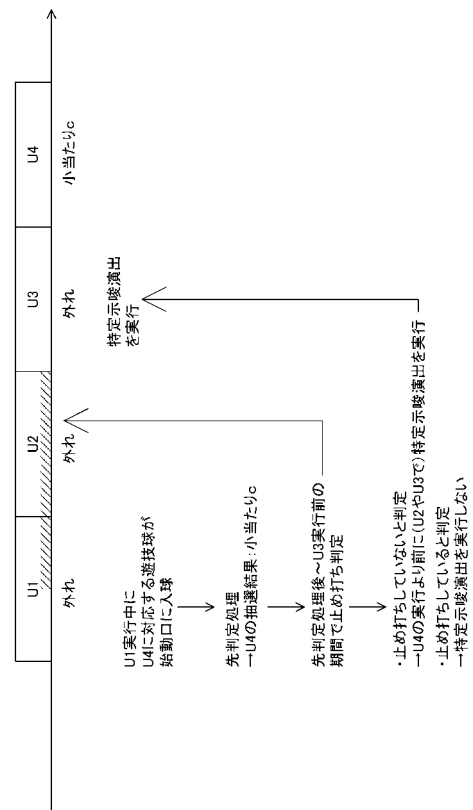 U1
U2
U3
U4
外れ
外れ
外れ
小当たりc
U1実行中に
U4に対応する遊技球が
始動口に入球
先判定処理
→U4の抽選結果：小当たりc
先判定処理後～U3実行前の
期間で止め打ち判定
・止め打ちしていないと判定
→U4の実行より前に(U2やU3で)特定示唆演出を実行
・止め打ちしていると判定
→特定示唆演出を実行しない
特定示唆演出
を実行